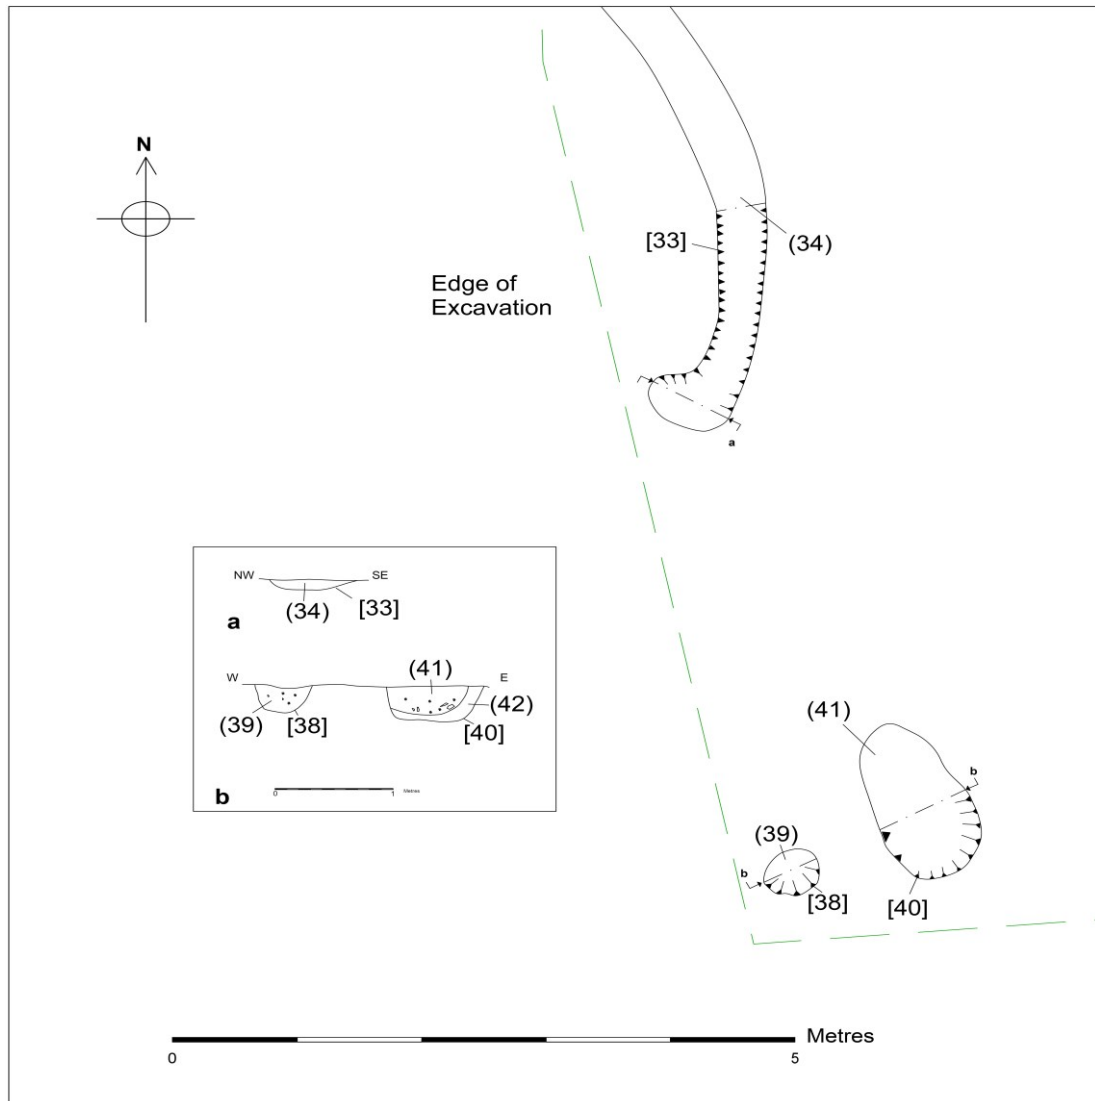 N
[33]
(34)
Edge of
Excavation
a
NW
SE
(34)
[33]
a
W
(41)
E
(39)
[38]
(42)
[40]
b
0
1
Metres
(41)
b
(39)
b
[38]
[40]
Metres
0
5